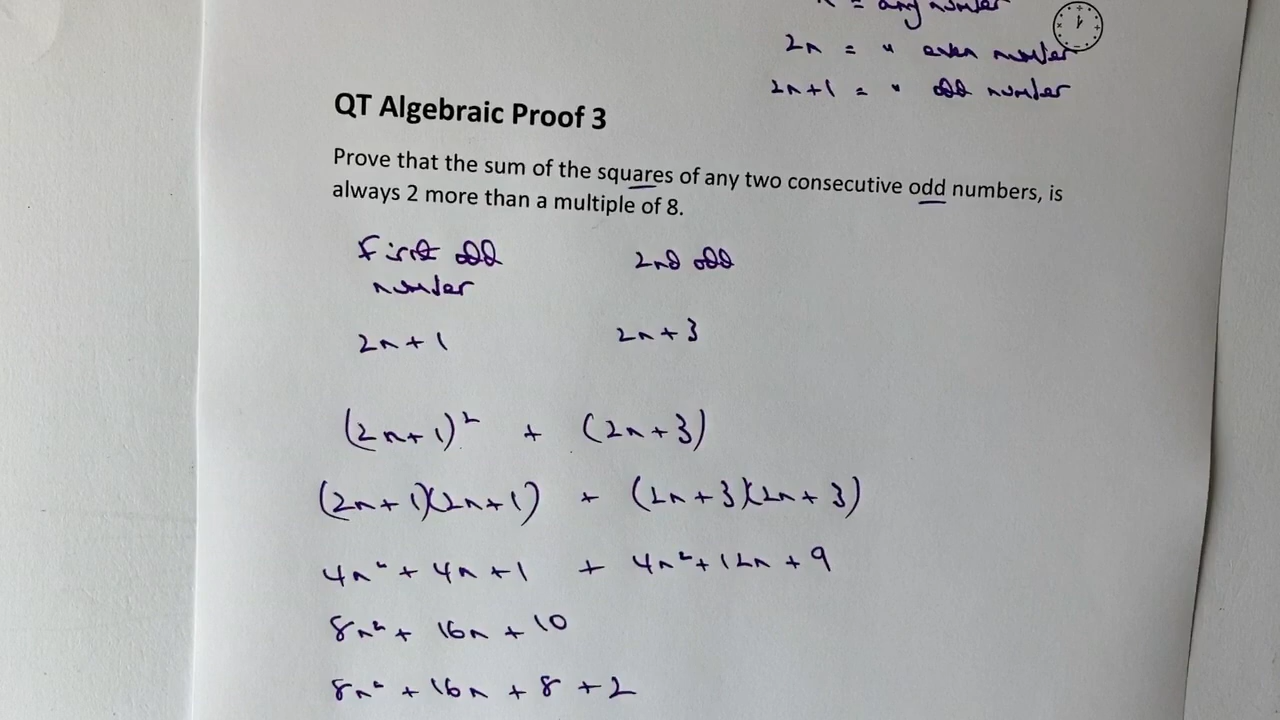 n = any number
2n = " even number
2n+1 = " odd number
QT Algebraic Proof 3
Prove that the sum of the squares of any two consecutive odd numbers, is
always 2 more than a multiple of 8.
First odd 2nd odd
number
2n+1 2n+3
(2n+1)² + (2n+3)
(2n+1)(2n+1) + (2n+3)(2n+3)
4n²+4n+1 + 4n²+12n+9
8n²+16n+10
8n²+16n+8+2